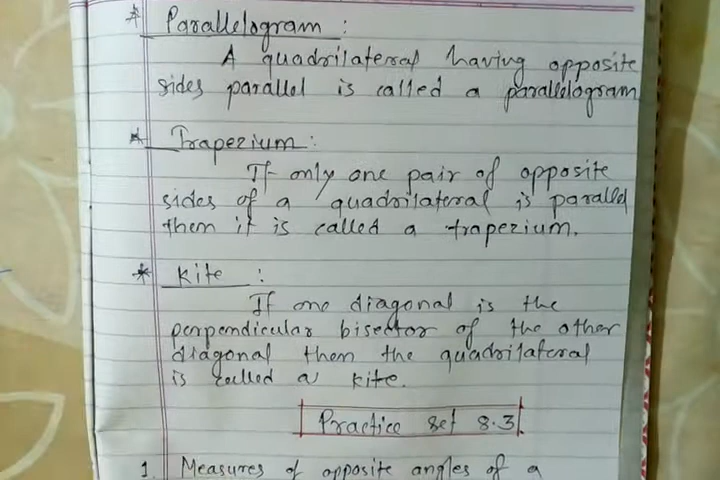 * Parallelogram :
A quadrilateral having opposite
sides parallel is called a parallelogram
* Trapezium :
If only one pair of opposite
sides of a quadrilateral is parallel
then it is called a trapezium.
* Kite :
If one diagonal is the
perpendicular bisector of the other
diagonal then the quadrilateral
is called a kite.
Practice set 8.3
1. Measures of opposite angles of a